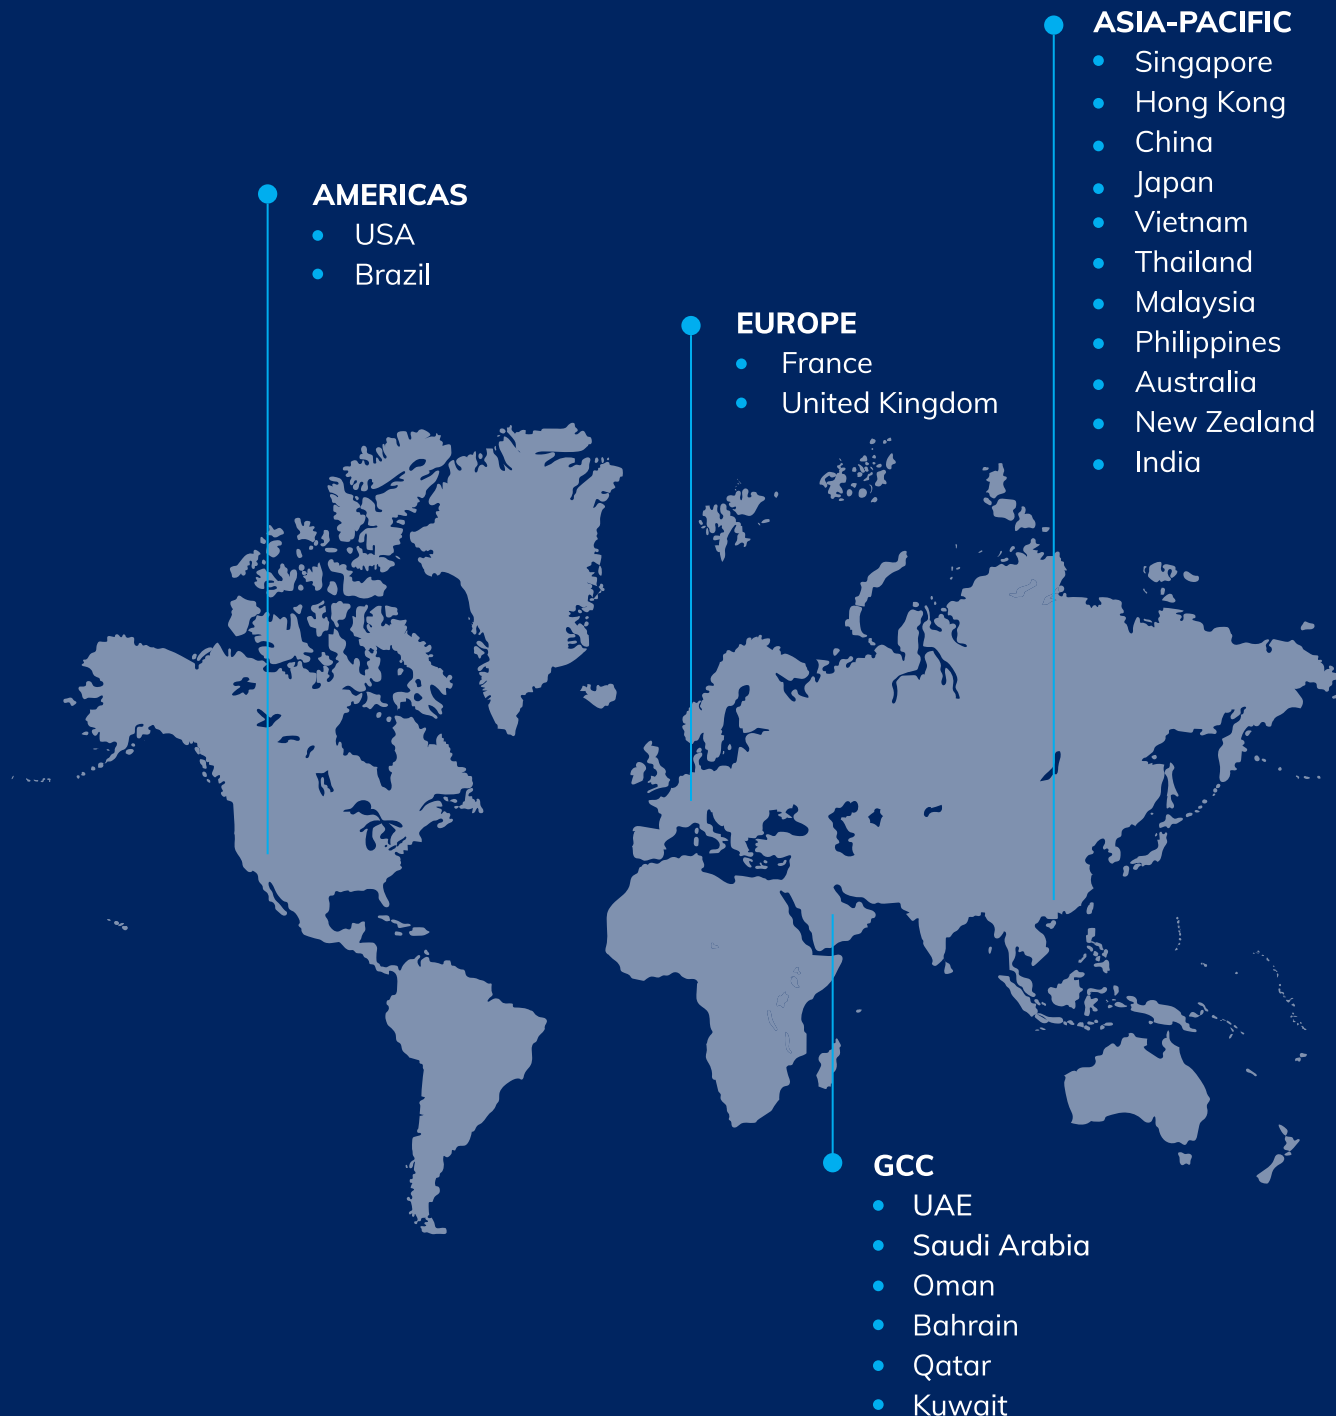 ASIA-PACIFIC
Singapore
Hong Kong
China
Japan
Vietnam
Thailand
Malaysia
Philippines
Australia
New Zealand
India
AMERICAS
USA
Brazil
EUROPE
France
United Kingdom
GCC
UAE
Saudi Arabia
Oman
Bahrain
Qatar
Kuwait